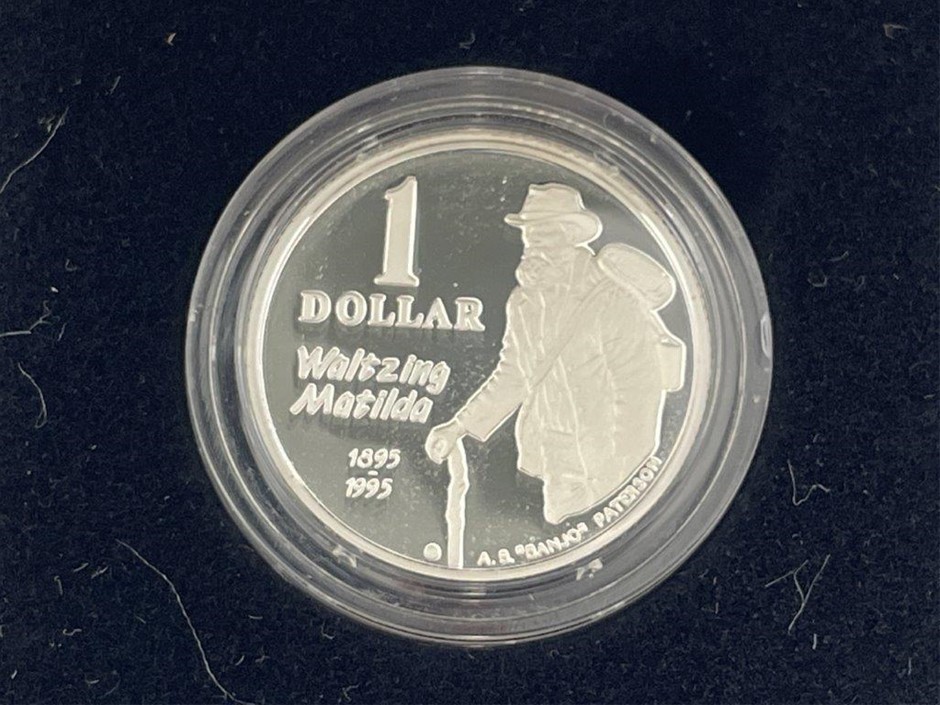 1
DOLLAR
Waltzing
Matilda
1895
-
1995
A. B. "BANJO" PATERSON